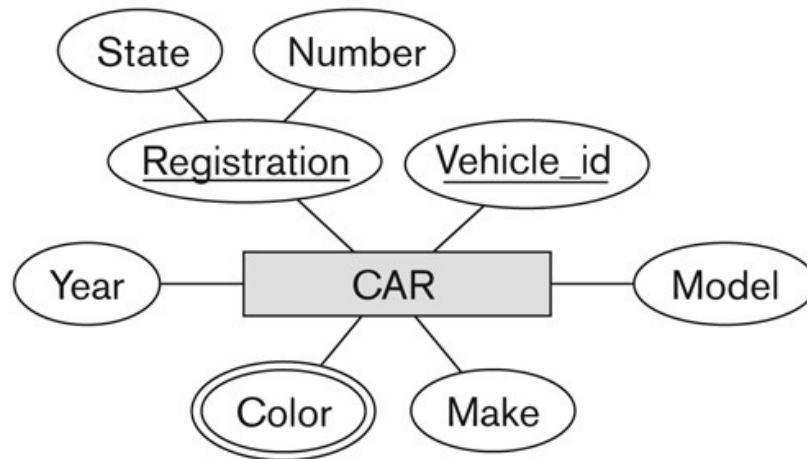 State
Number
Registration
Vehicle_id
Year
CAR
Model
Color
Make